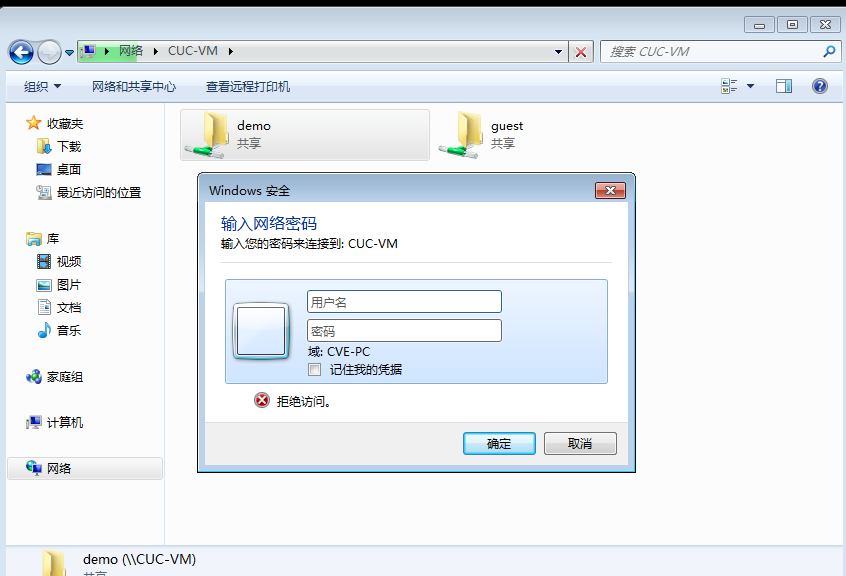 网络 CUC-VM
搜索 CUC-VM
组织 网络和共享中心 查看远程打印机
收藏夹
下载
桌面
最近访问的位置
库
视频
图片
文档
音乐
家庭组
计算机
网络
demo
共享
guest
共享
Windows 安全
输入网络密码
输入您的密码来连接到: CUC-VM
用户名
密码
域: CVE-PC
记住我的凭据
拒绝访问。
确定 取消
demo (\\CUC-VM)
共享